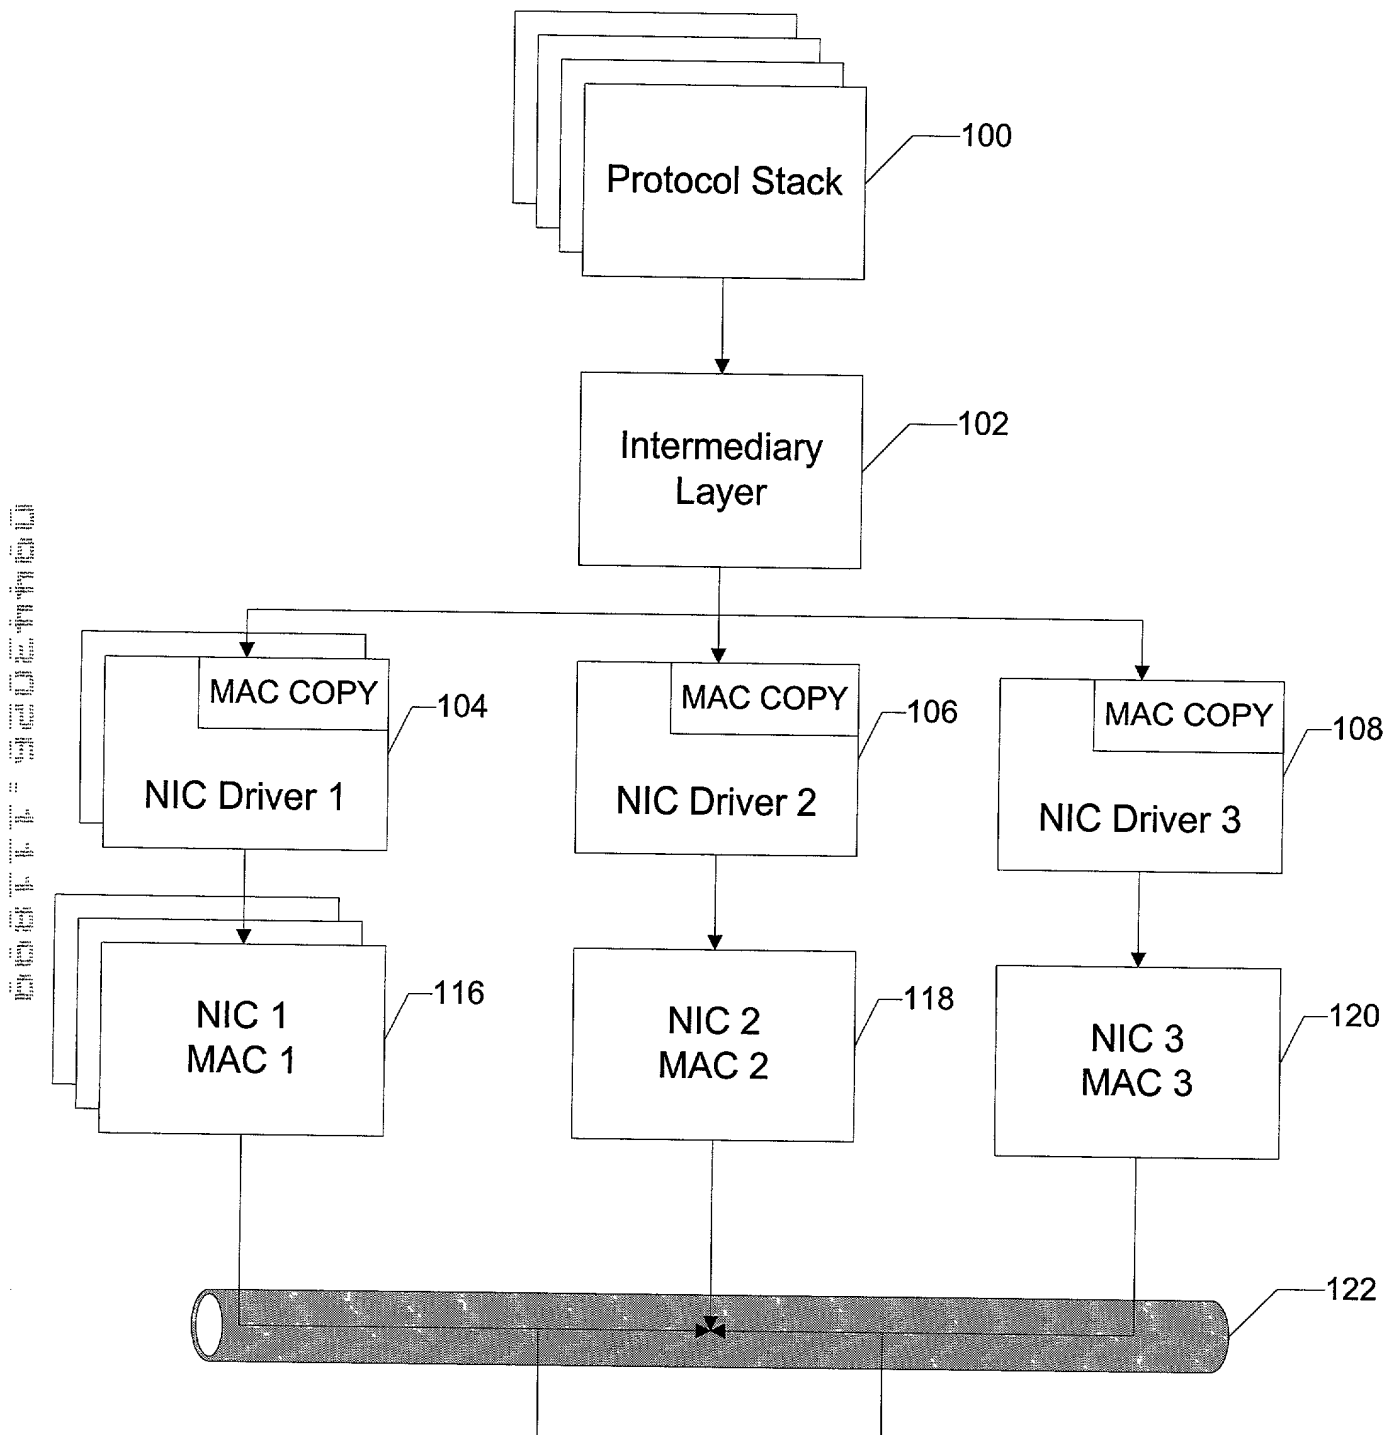 100
Protocol Stack
102
Intermediary
Layer
MAC COPY
104
NIC Driver 1
MAC COPY
106
NIC Driver 2
MAC COPY
108
NIC Driver 3
116
NIC 1
MAC 1
118
NIC 2
MAC 2
120
NIC 3
MAC 3
122